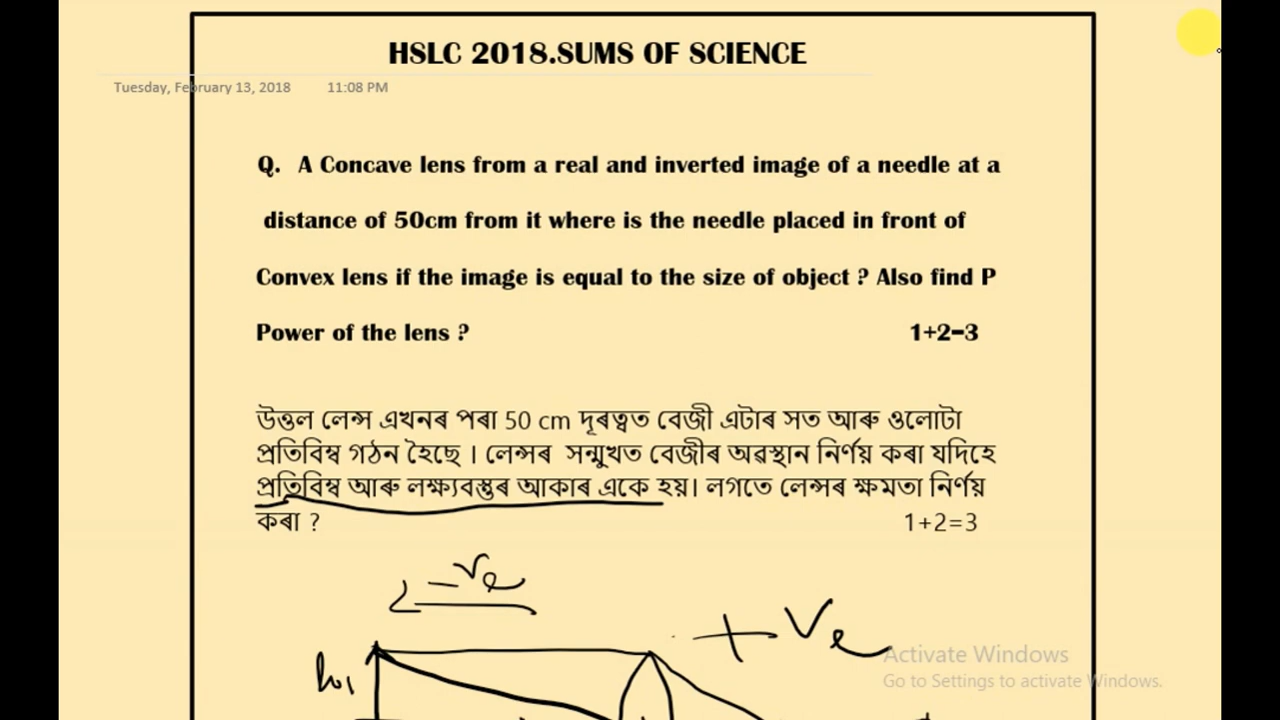 HSLC 2018.SUMS OF SCIENCE
Tuesday, February 13, 2018 11:08 PM
Q. A Concave lens from a real and inverted image of a needle at a
distance of 50cm from it where is the needle placed in front of
Convex lens if the image is equal to the size of object ? Also find P
Power of the lens ? 1+2=3
উত্তল লেন্স এখনৰ পৰা 50 cm দূৰত্বত বেজী এটাৰ সত আৰু ওলোটা
প্ৰতিবিম্ব গঠন হৈছে । লেন্সৰ সন্মুখত বেজীৰ অৱস্থান নিৰ্ণয় কৰা যদিহে
প্ৰতিবিম্ব আৰু লক্ষ্যবস্তুৰ আকাৰ একে হয়। লগতে লেন্সৰ ক্ষমতা নিৰ্ণয়
কৰা ? 1+2=3
-ve
+ve
Activate Windows
Go to Settings to activate Windows.